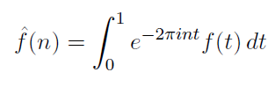 f̂(n) = ∫₀¹ e^{-2πint} f(t) dt